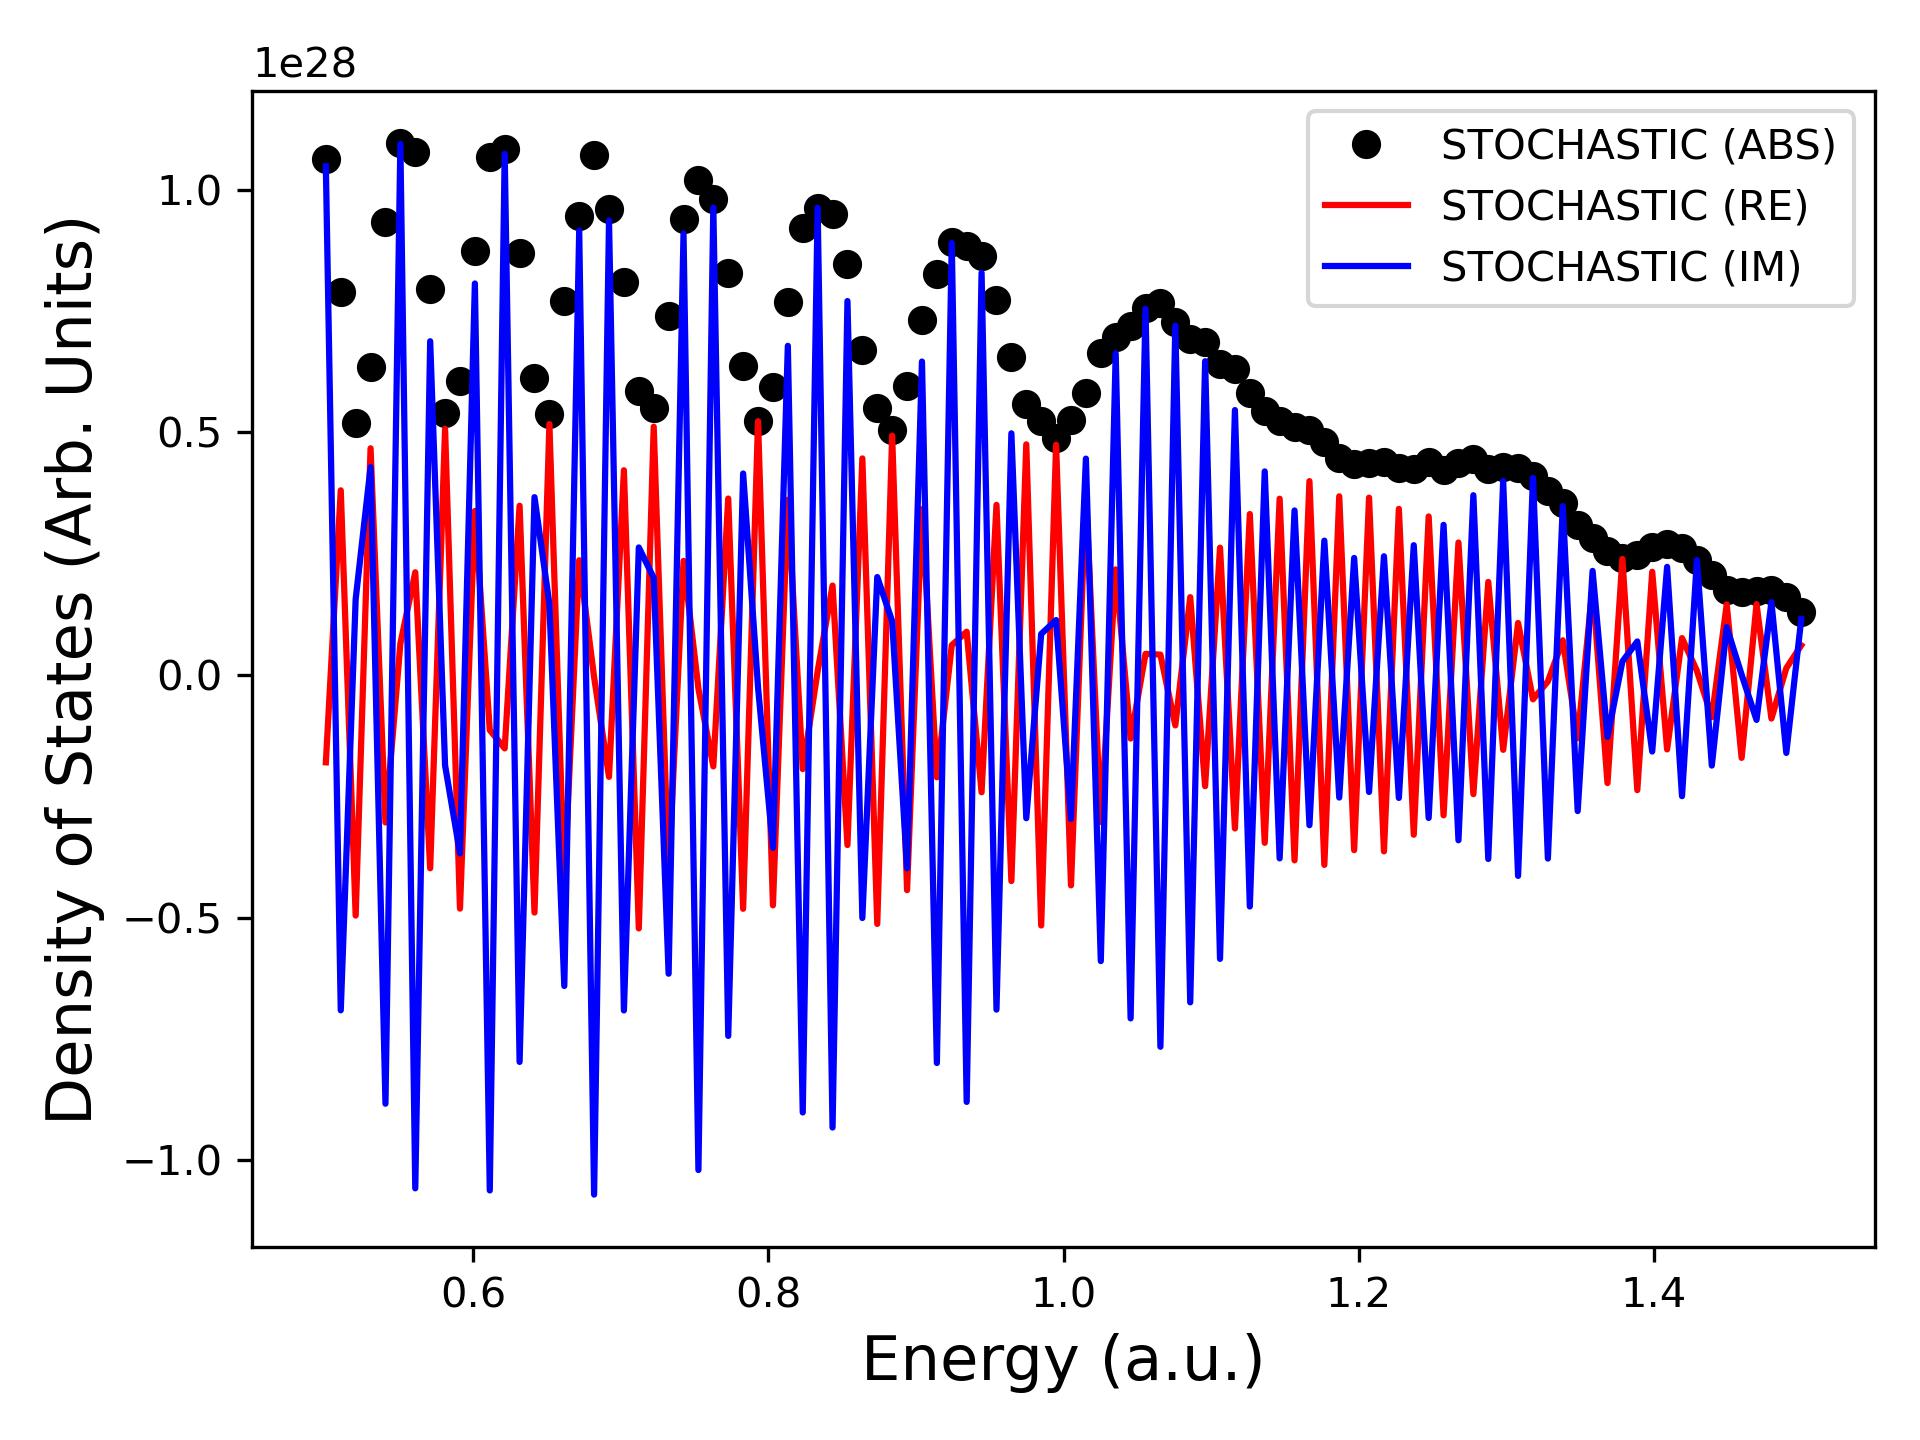 1e28
STOCHASTIC (ABS)
STOCHASTIC (RE)
STOCHASTIC (IM)
Density of States (Arb. Units)
1.0
0.5
0.0
−0.5
−1.0
0.6 0.8 1.0 1.2 1.4
Energy (a.u.)